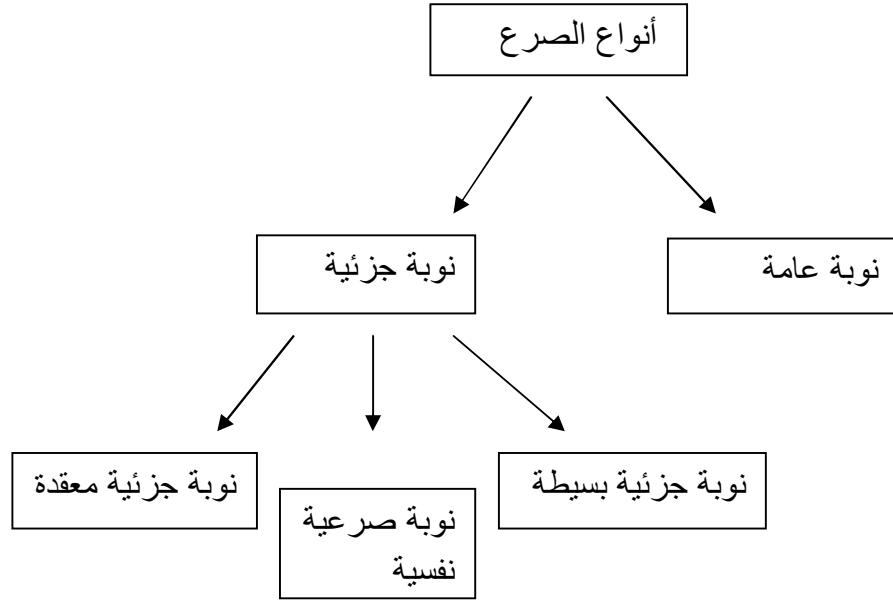 أنواع الصرع
نوبة عامة
نوبة جزئية
نوبة جزئية بسيطة
نوبة صرعية
نفسية
نوبة جزئية معقدة